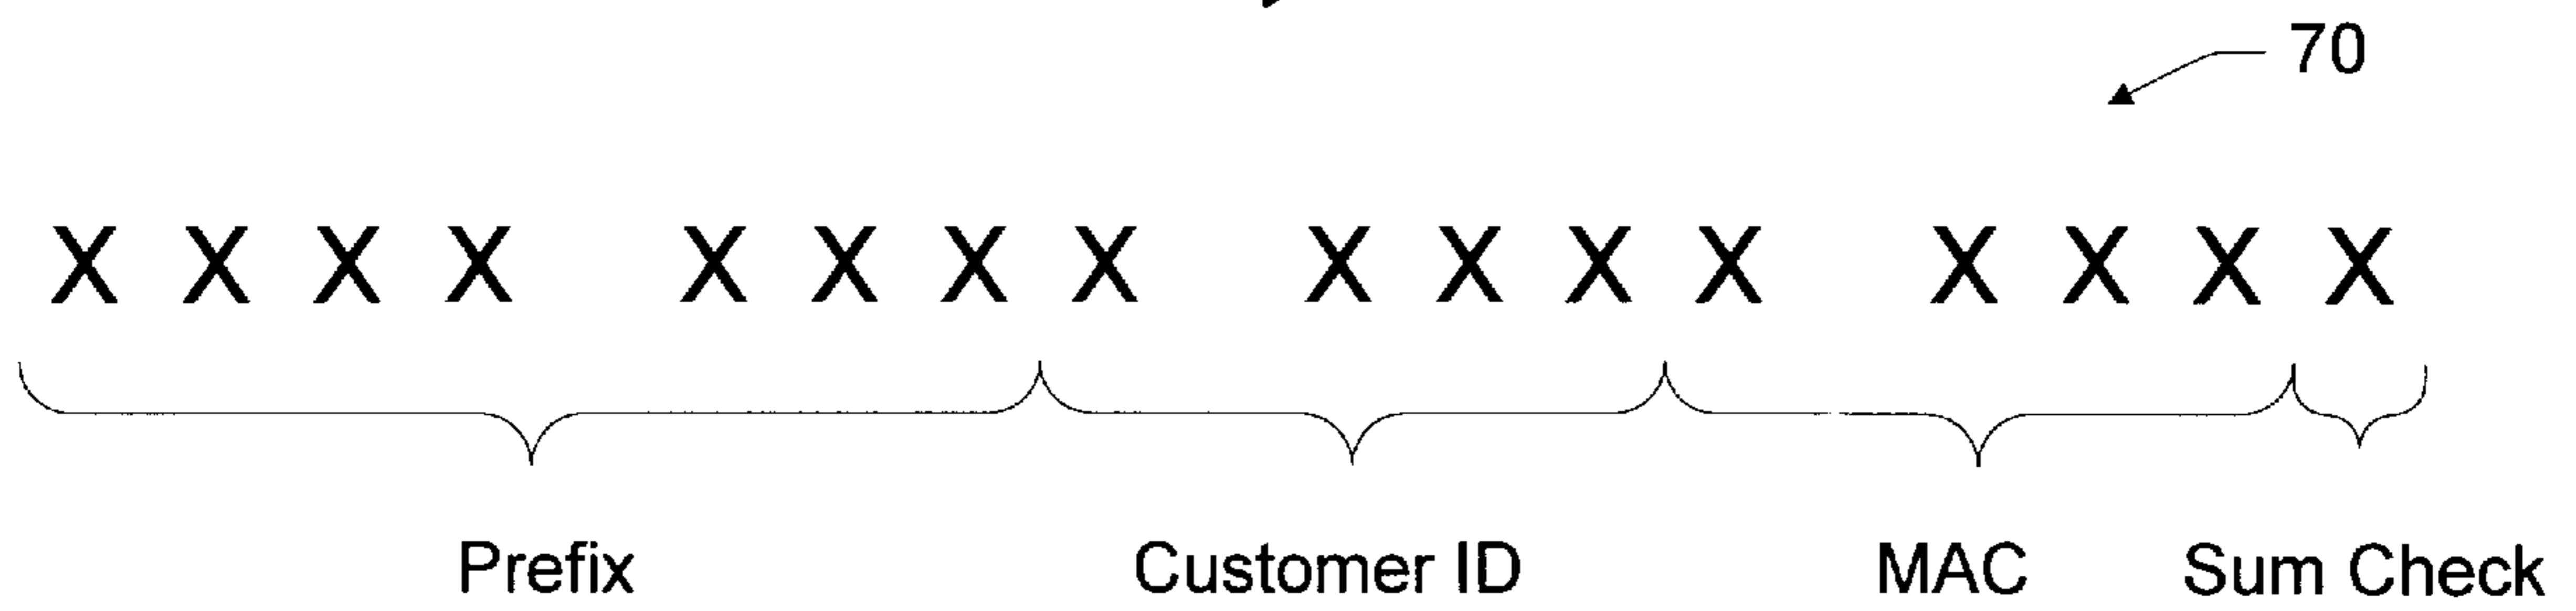 70
X X X X X X X X X X X X X X X X
Prefix Customer ID MAC Sum Check